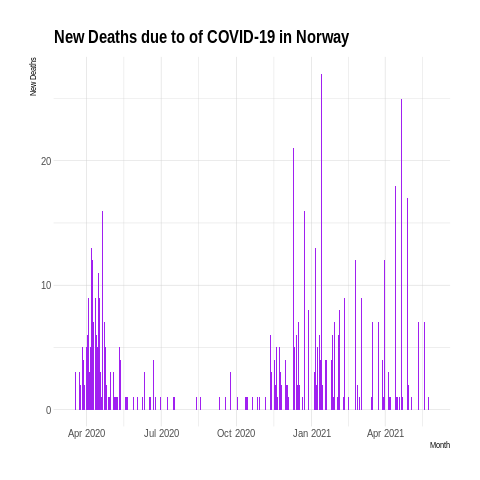 New Deaths due to of COVID-19 in Norway
New Deaths
20
10
0
Apr 2020 Jul 2020 Oct 2020 Jan 2021 Apr 2021
Month